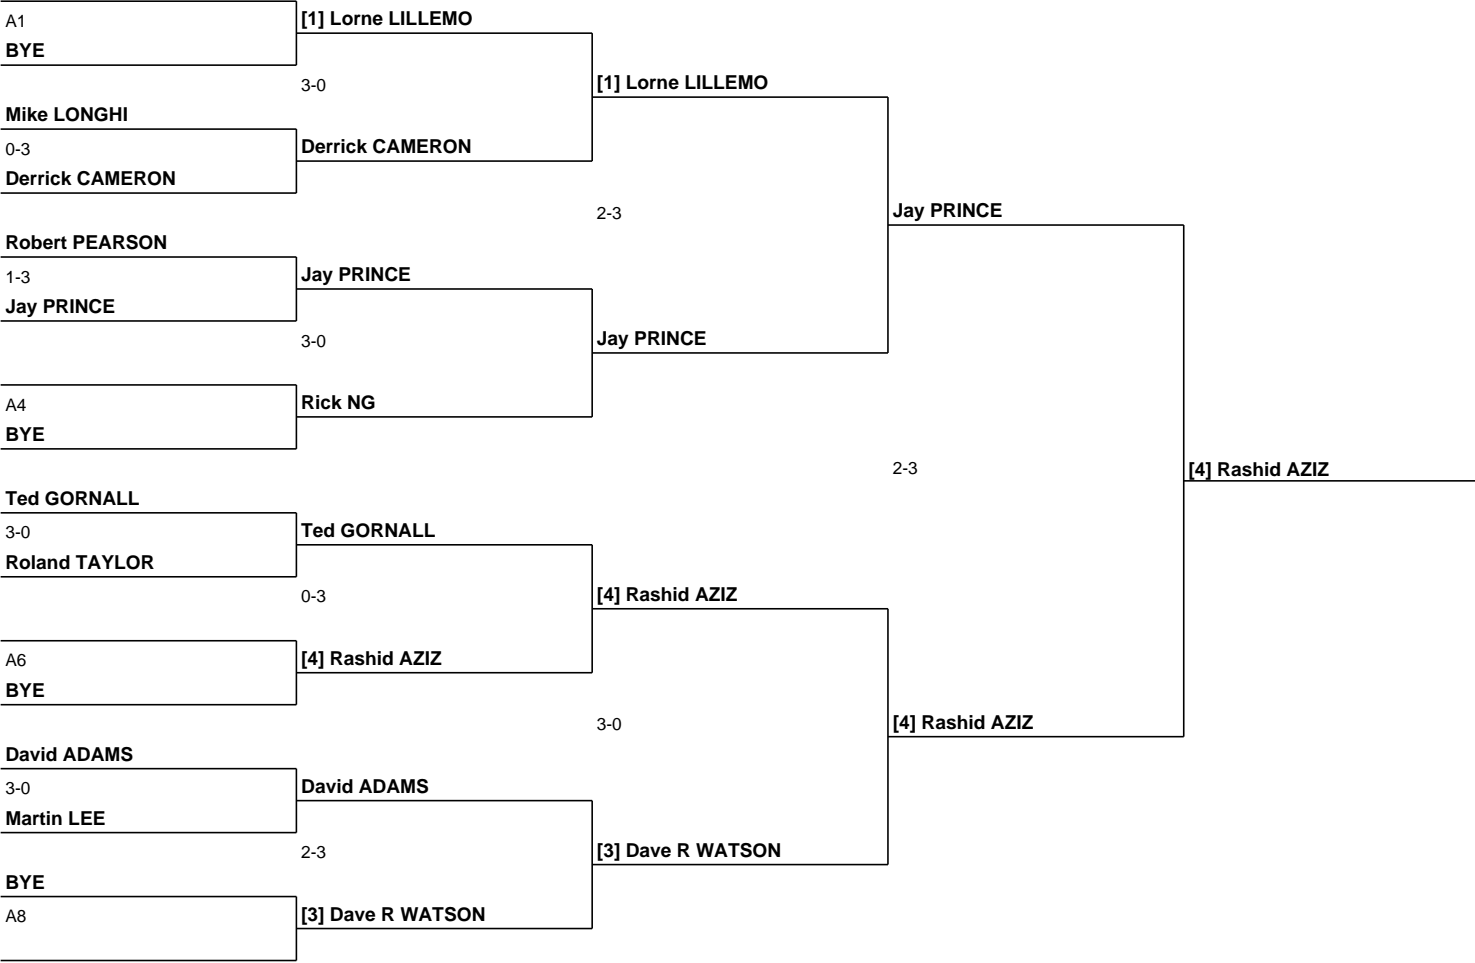 A1
BYE
[1] Lorne LILLEMO
3-0
[1] Lorne LILLEMO
Mike LONGHI
0-3
Derrick CAMERON
Derrick CAMERON
2-3
Jay PRINCE
Robert PEARSON
1-3
Jay PRINCE
Jay PRINCE
3-0
Jay PRINCE
A4
BYE
Rick NG
2-3
[4] Rashid AZIZ
Ted GORNALL
3-0
Roland TAYLOR
Ted GORNALL
0-3
[4] Rashid AZIZ
A6
BYE
[4] Rashid AZIZ
3-0
[4] Rashid AZIZ
David ADAMS
3-0
Martin LEE
David ADAMS
2-3
[3] Dave R WATSON
BYE
A8
[3] Dave R WATSON